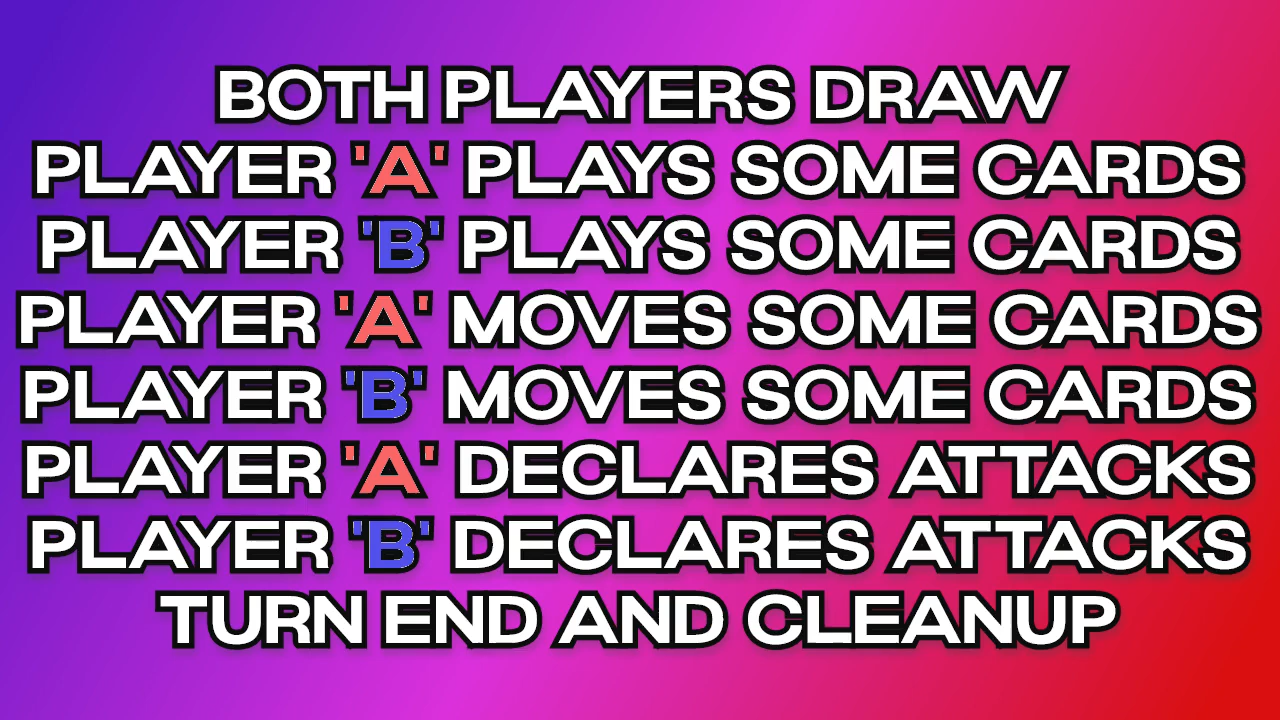 BOTH PLAYERS DRAW
PLAYER 'A' PLAYS SOME CARDS
PLAYER 'B' PLAYS SOME CARDS
PLAYER 'A' MOVES SOME CARDS
PLAYER 'B' MOVES SOME CARDS
PLAYER 'A' DECLARES ATTACKS
PLAYER 'B' DECLARES ATTACKS
TURN END AND CLEANUP